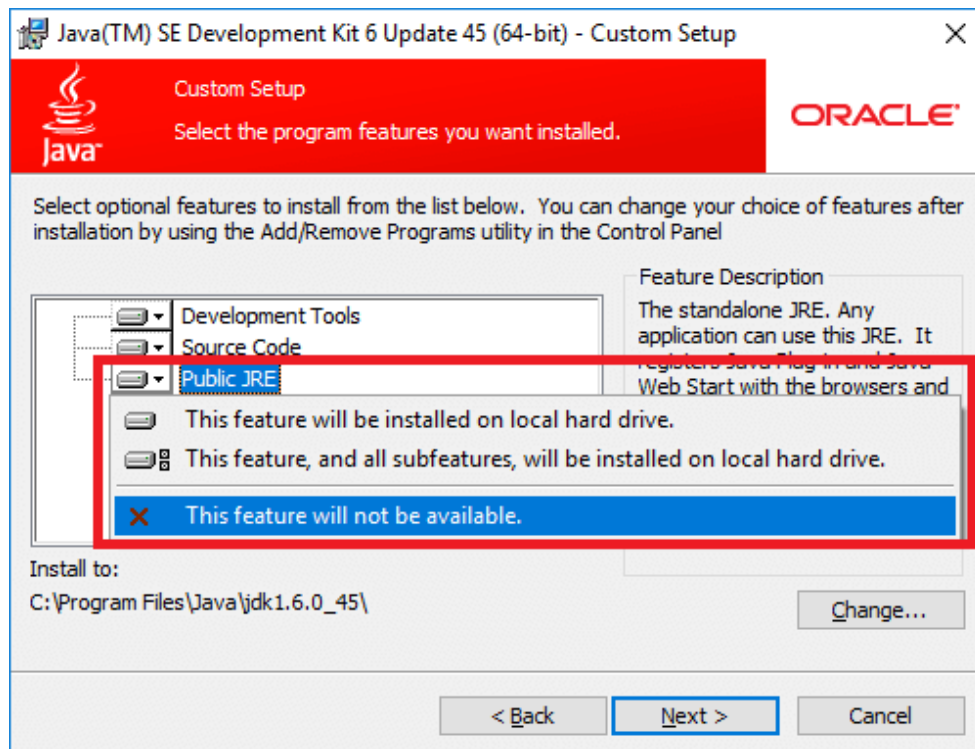 Java(TM) SE Development Kit 6 Update 45 (64-bit) - Custom Setup
Custom Setup
Select the program features you want installed.
Java
ORACLE
Select optional features to install from the list below. You can change your choice of features after
installation by using the Add/Remove Programs utility in the Control Panel
Development Tools
Source Code
Public JRE
This feature will be installed on local hard drive.
This feature, and all subfeatures, will be installed on local hard drive.
This feature will not be available.
Feature Description
The standalone JRE. Any
application can use this JRE. It
registers Java Plug-in and Java
Web Start with the browsers and
Install to:
C:\Program Files\Java\jdk1.6.0_45\
Change...
< Back
Next >
Cancel